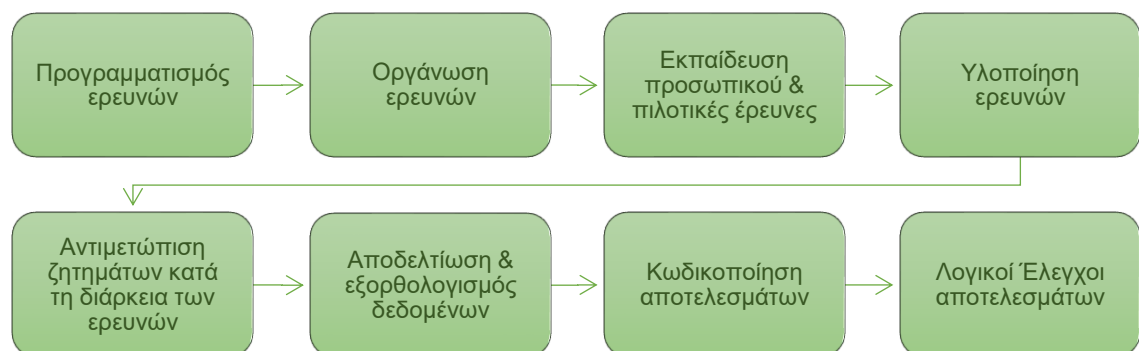 Προγραμματισμός
ερευνών
Οργάνωση
ερευνών
Εκπαίδευση
προσωπικού &
πιλοτικές έρευνες
Υλοποίηση
ερευνών
Αντιμετώπιση
ζητημάτων κατά
τη διάρκεια των
ερευνών
Αποδελτίωση &
εξορθολογισμός
δεδομένων
Κωδικοποίηση
αποτελεσμάτων
Λογικοί Έλεγχοι
αποτελεσμάτων